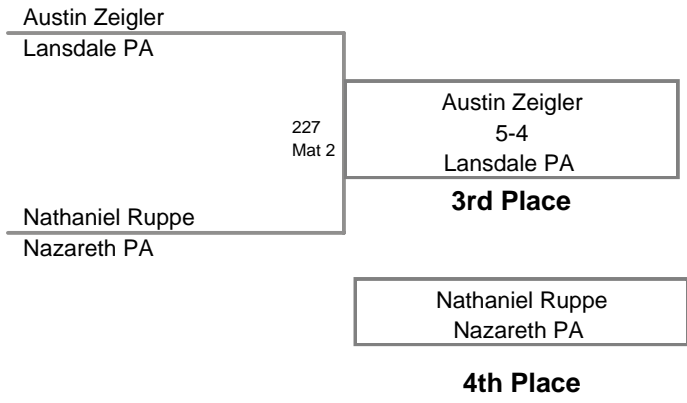 Austin Zeigler
Lansdale PA
227
Mat 2
Austin Zeigler
5-4
Lansdale PA
3rd Place
Nathaniel Ruppe
Nazareth PA
Nathaniel Ruppe
Nazareth PA
4th Place